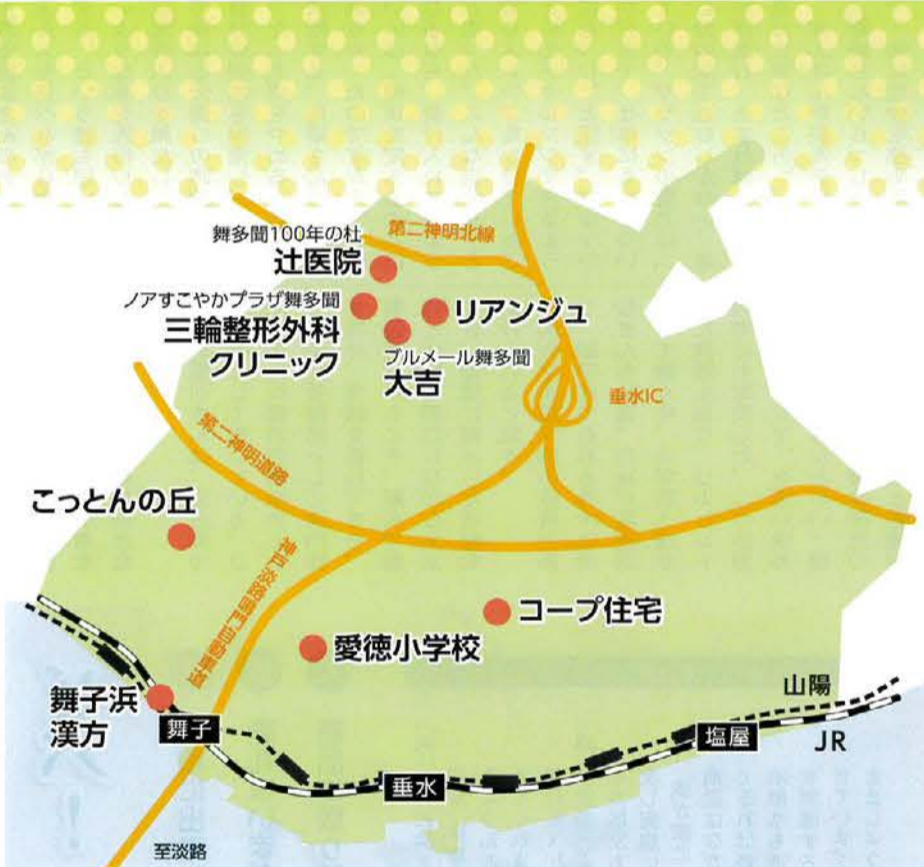 舞多聞100年の杜
辻医院
第二神明北線
ノアすこやかプラザ舞多聞
三輪整形外科
クリニック
リアンジュ
ブルメール舞多聞
大吉
垂水IC
第二神明道路
こっとんの丘
神戸淡路鳴門自動車道
コープ住宅
愛徳小学校
舞子浜
漢方
舞子
山陽
塩屋
JR
垂水
至淡路